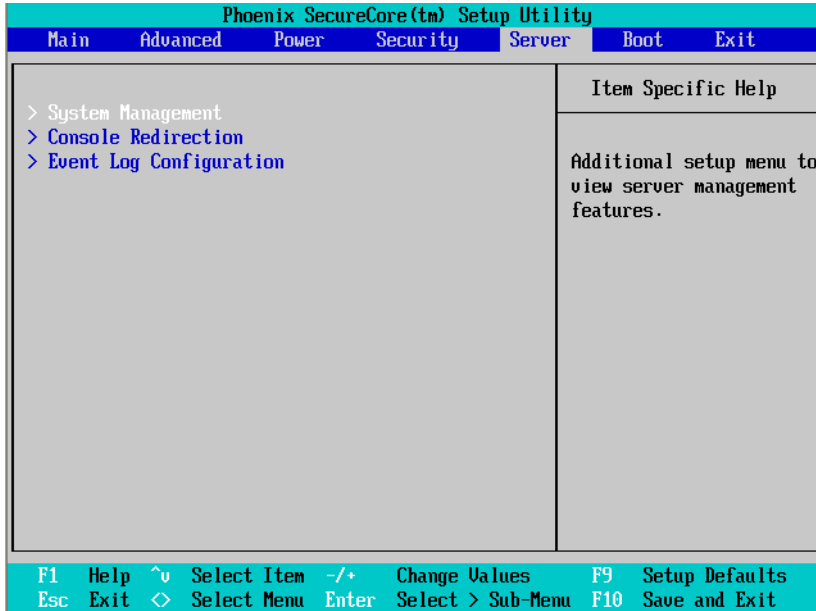 Phoenix SecureCore(tm) Setup Utility
Main Advanced Power Security Server Boot Exit
Item Specific Help
> System Management
> Console Redirection
> Event Log Configuration
Additional setup menu to
view server management
features.
F1 Help ^v Select Item -/+ Change Values F9 Setup Defaults
Esc Exit <> Select Menu Enter Select > Sub-Menu F10 Save and Exit